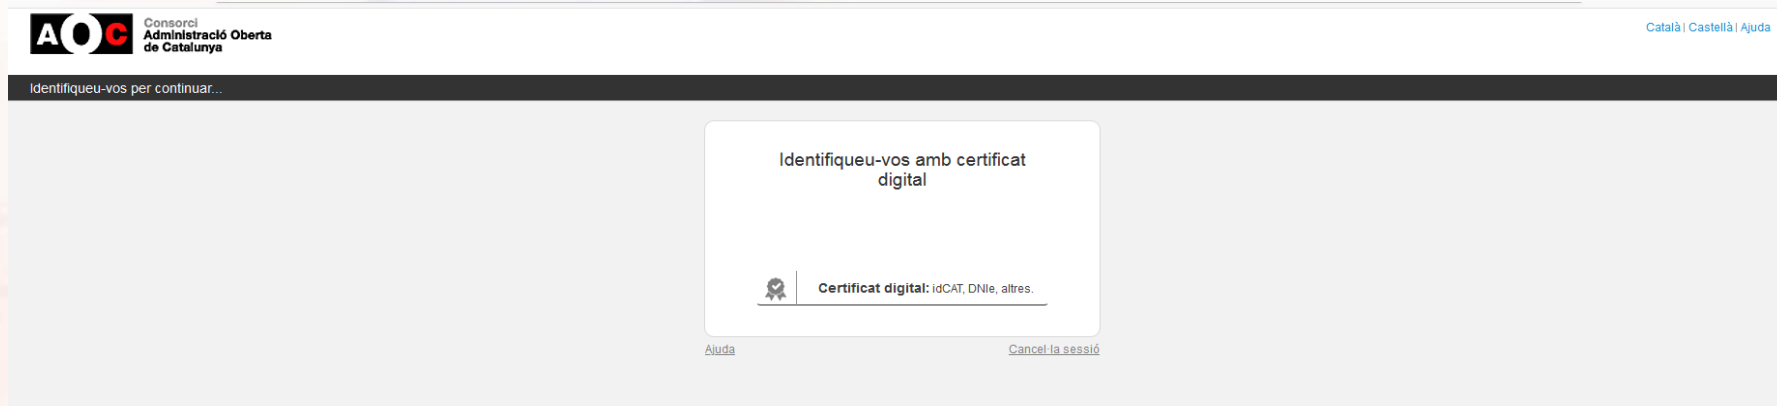 AOC
Consorci
Administració Oberta
de Catalunya
Català | Castellà | Ajuda
Identifiqueu-vos per continuar...
Identifiqueu-vos amb certificat
digital
Certificat digital: idCAT, DNIe, altres.
Ajuda
Cancel·la sessió